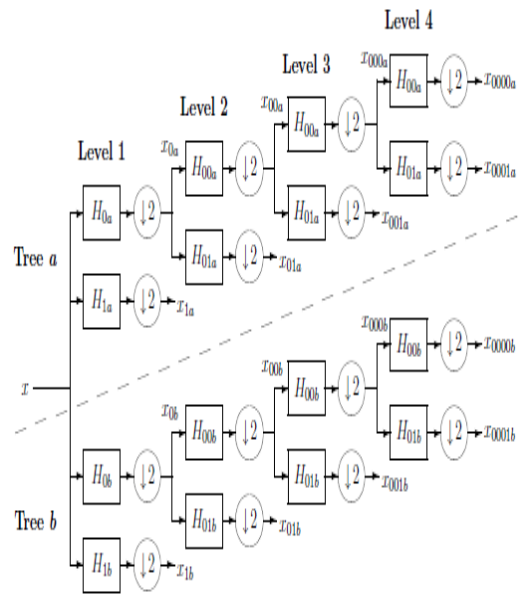 Level 4
x₀₀₀ₐ
H₀₀ₐ ↓2 x₀₀₀₀ₐ
Level 3
x₀₀ₐ
H₀₀ₐ ↓2
Level 2
x₀ₐ
H₀₀ₐ ↓2
H₀₁ₐ ↓2 x₀₀₀₁ₐ
Level 1
H₀ₐ ↓2
H₀₁ₐ ↓2 x₀₀₁ₐ
Tree a
H₀₁ₐ ↓2 x₀₁ₐ
H₁ₐ ↓2 x₁ₐ
x
x₀₀₀b
H₀₀b ↓2 x₀₀₀₀b
x₀₀b
H₀₀b ↓2
x₀b
H₀₀b ↓2
H₀₁b ↓2 x₀₀₀₁b
H₀b ↓2
H₀₁b ↓2 x₀₀₁b
Tree b
H₀₁b ↓2 x₀₁b
H₁b ↓2 x₁b